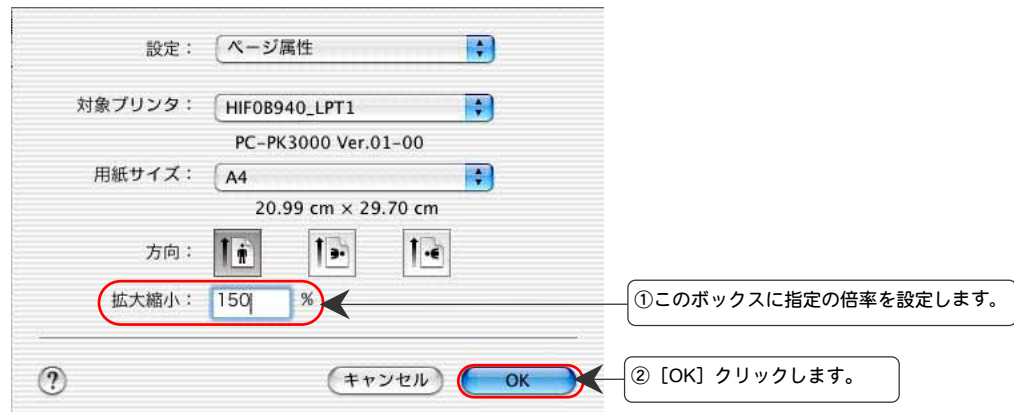 設定： ページ属性
対象プリンタ： HIF0B940_LPT1
PC-PK3000 Ver.01-00
用紙サイズ： A4
20.99 cm × 29.70 cm
方向：
拡大縮小： 150 %
①このボックスに指定の倍率を設定します。
? キャンセル OK
②［OK］クリックします。